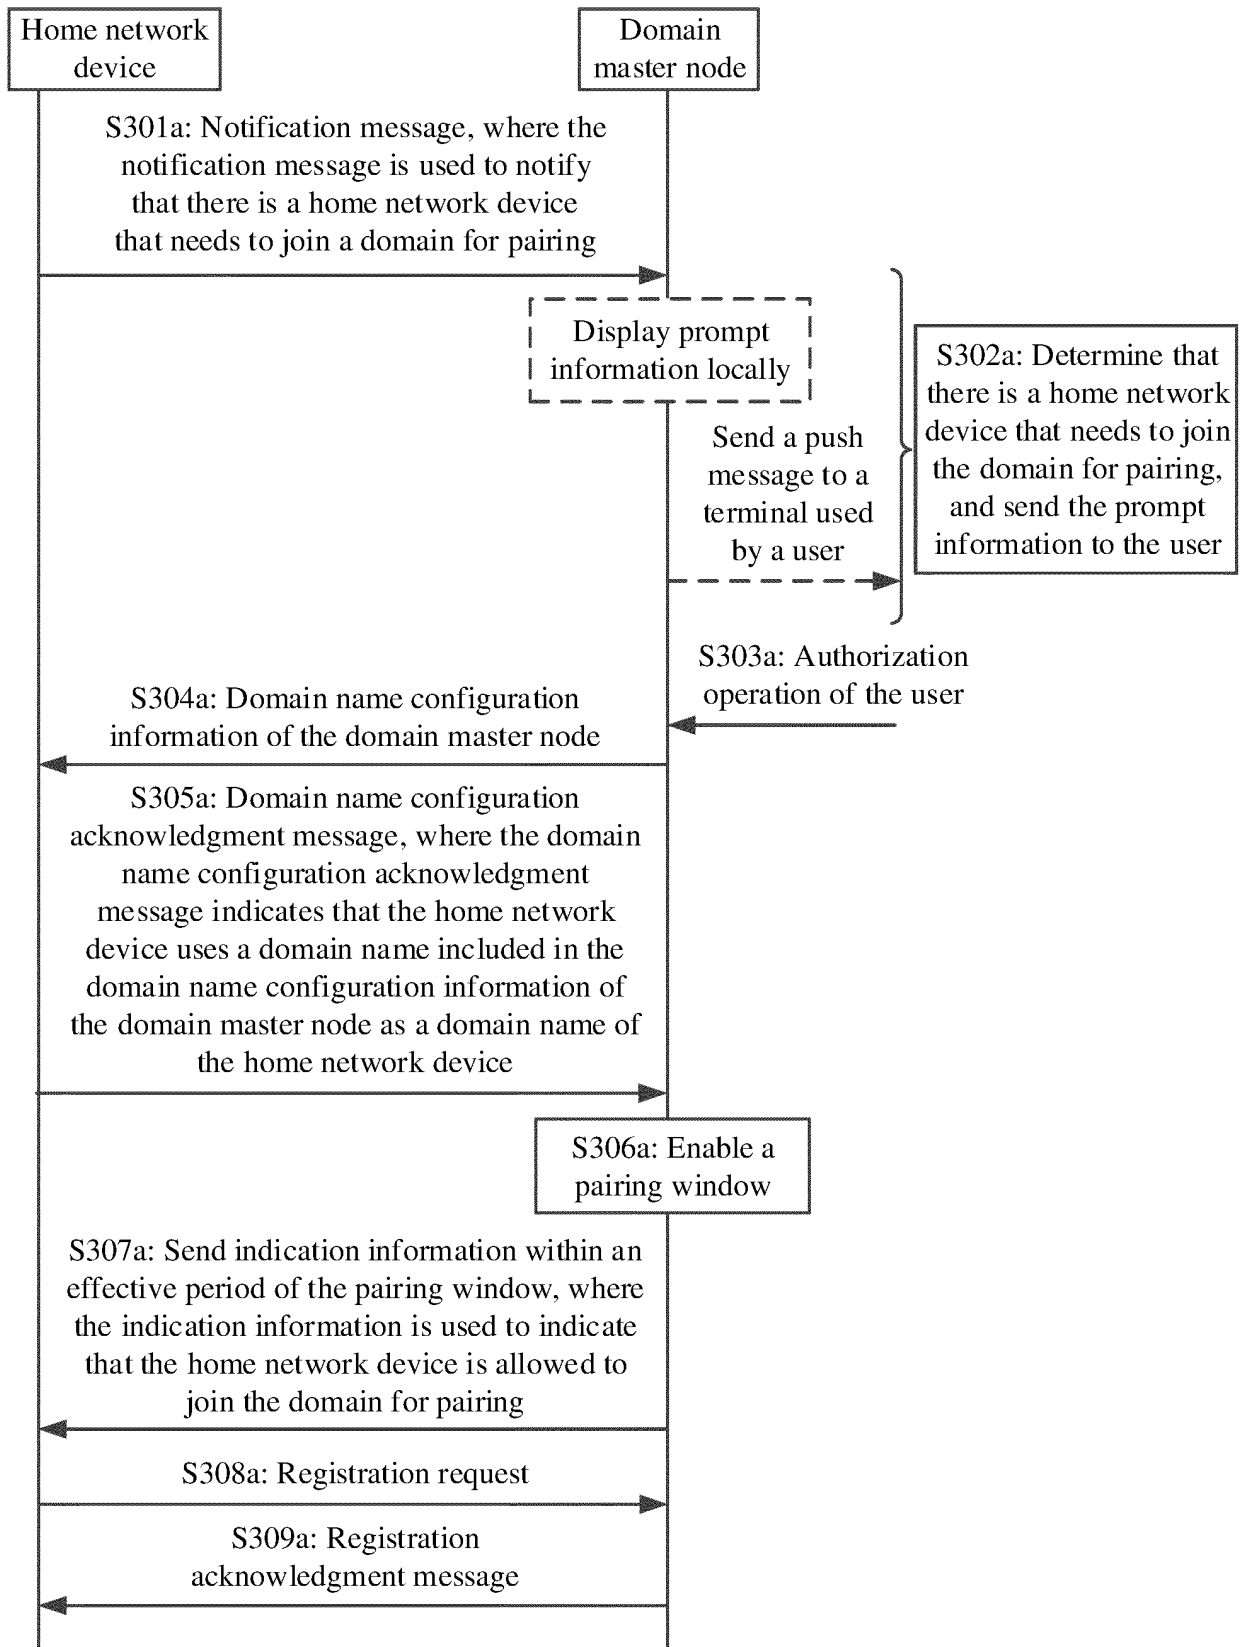 Home network
device
Domain
master node
S301a: Notification message, where the
notification message is used to notify
that there is a home network device
that needs to join a domain for pairing
Display prompt
information locally
Send a push
message to a
terminal used
by a user
S302a: Determine that
there is a home network
device that needs to join
the domain for pairing,
and send the prompt
information to the user
S303a: Authorization
operation of the user
S304a: Domain name configuration
information of the domain master node
S305a: Domain name configuration
acknowledgment message, where the domain
name configuration acknowledgment
message indicates that the home network
device uses a domain name included in the
domain name configuration information of
the domain master node as a domain name of
the home network device
S306a: Enable a
pairing window
S307a: Send indication information within an
effective period of the pairing window, where
the indication information is used to indicate
that the home network device is allowed to
join the domain for pairing
S308a: Registration request
S309a: Registration
acknowledgment message